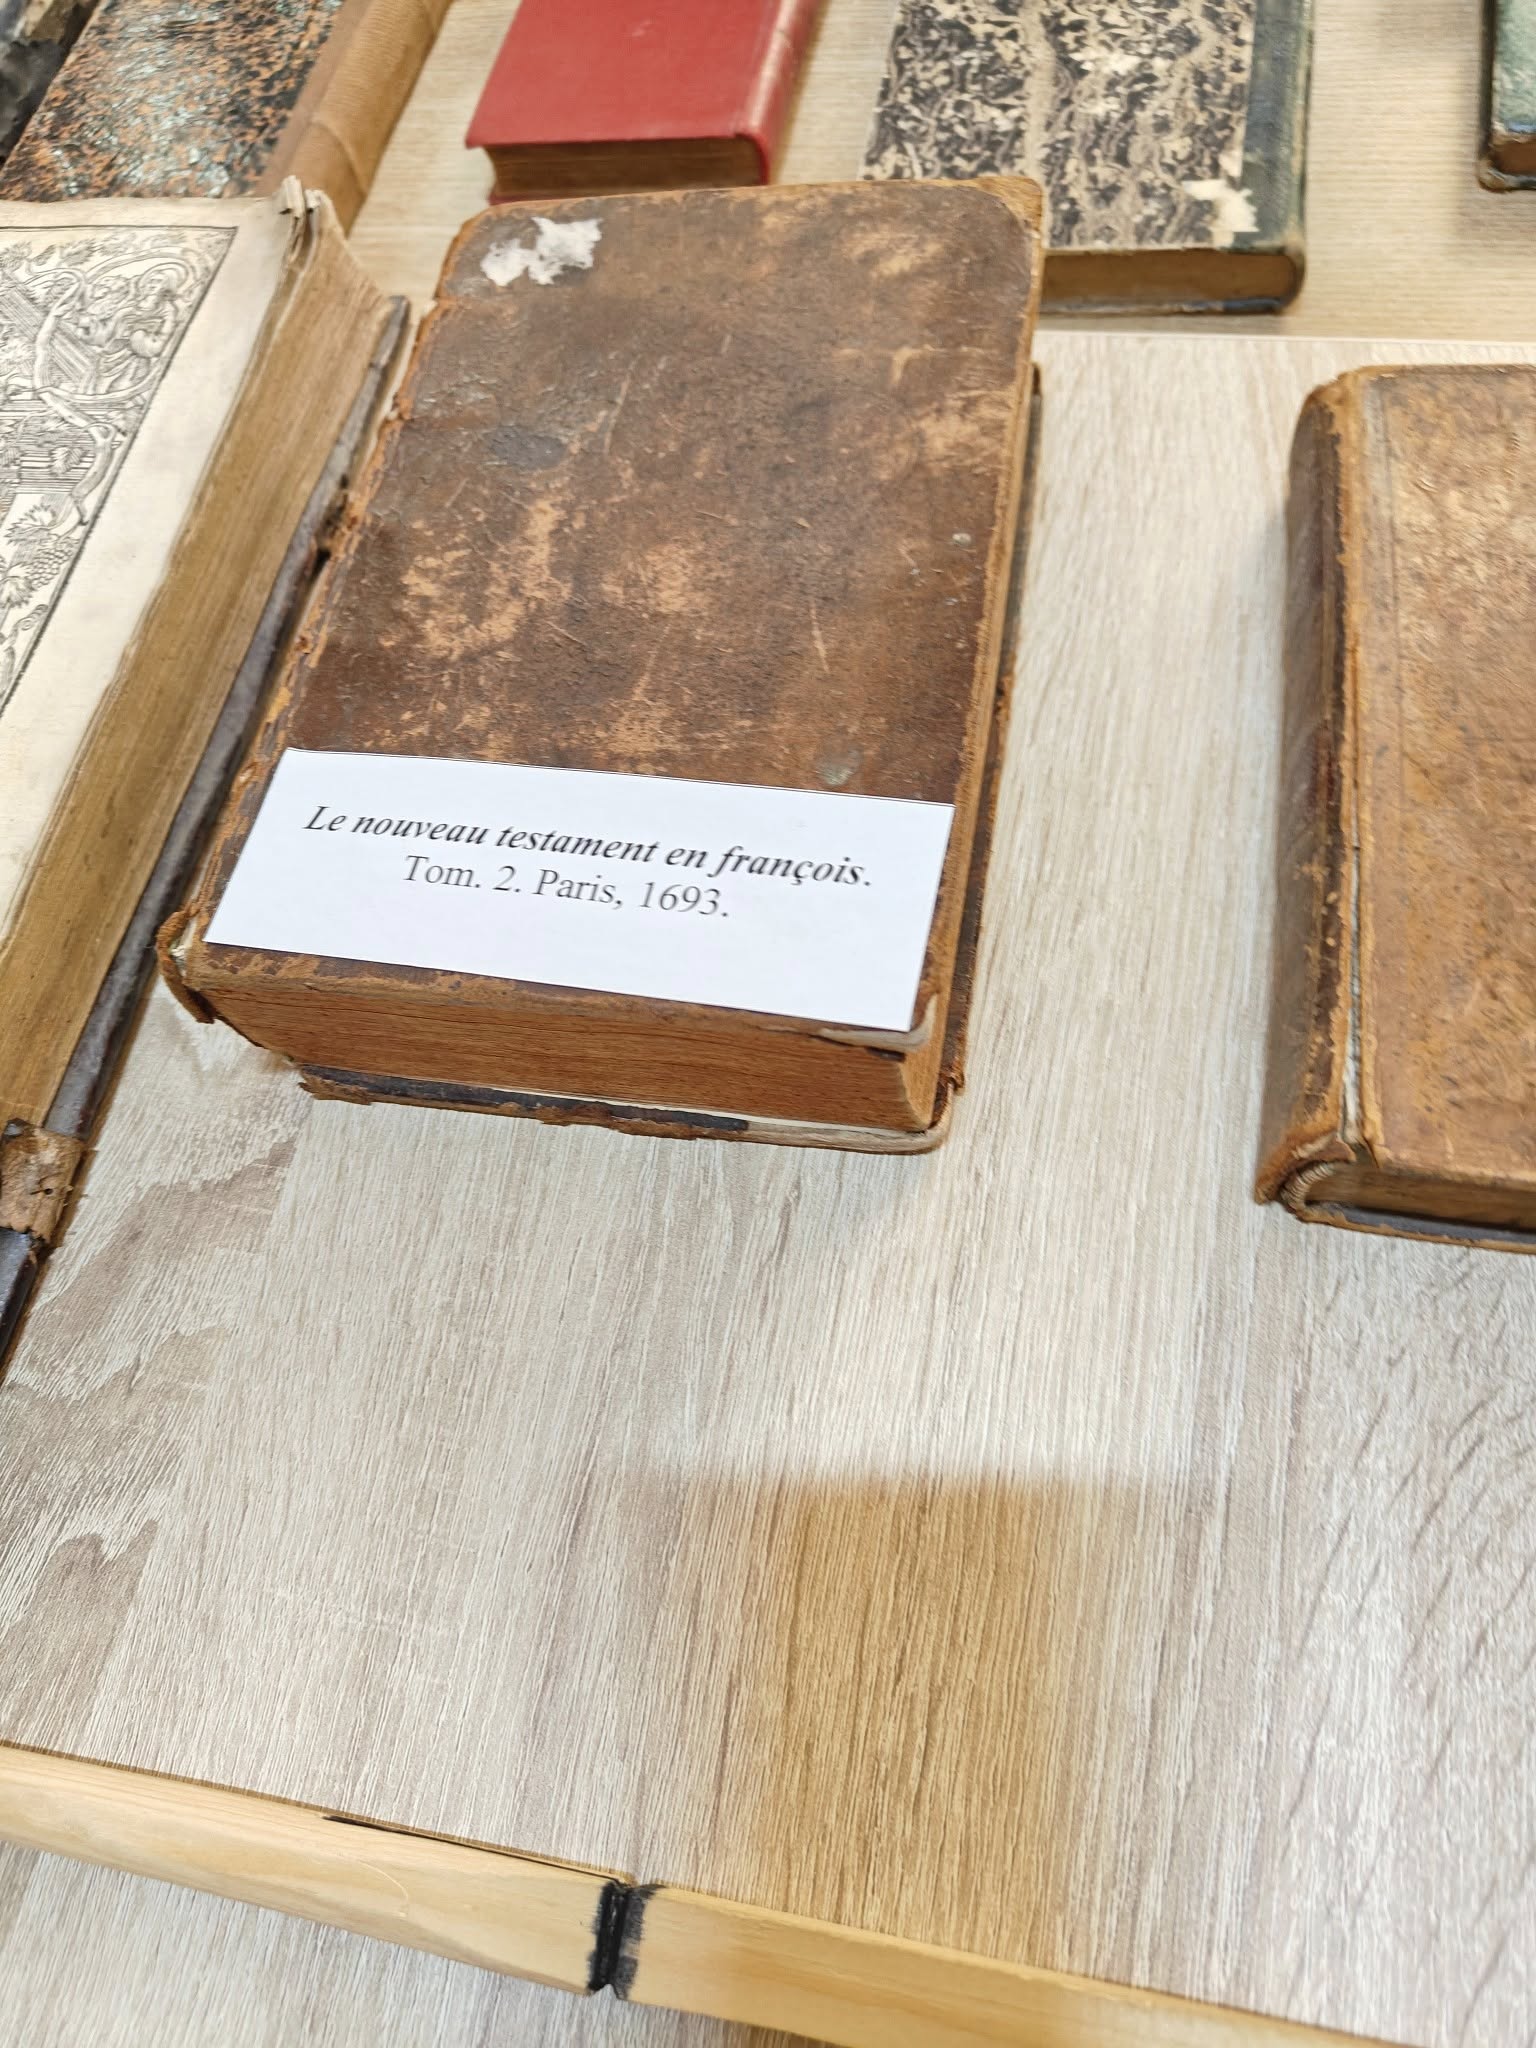 Le nouveau testament en françois.
Tom. 2. Paris, 1693.